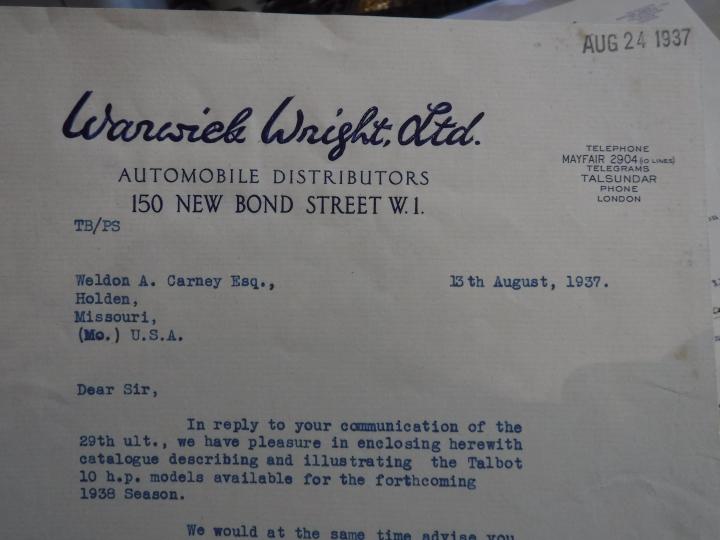 AUG 24 1937
Warwick Wright, Ltd.
AUTOMOBILE DISTRIBUTORS
150 NEW BOND STREET W.1.
TELEPHONE
MAYFAIR 2904 (10 LINES)
TELEGRAMS
TALSUNDAR
PHONE
LONDON
TB/PS
Weldon A. Carney Esq.,
13th August, 1937.
Holden,
Missouri,
(Mo.) U.S.A.
Dear Sir,
In reply to your communication of the
29th ult., we have pleasure in enclosing herewith
catalogue describing and illustrating the Talbot
10 h.p. models available for the forthcoming
1938 Season.
We would at the same time advise you